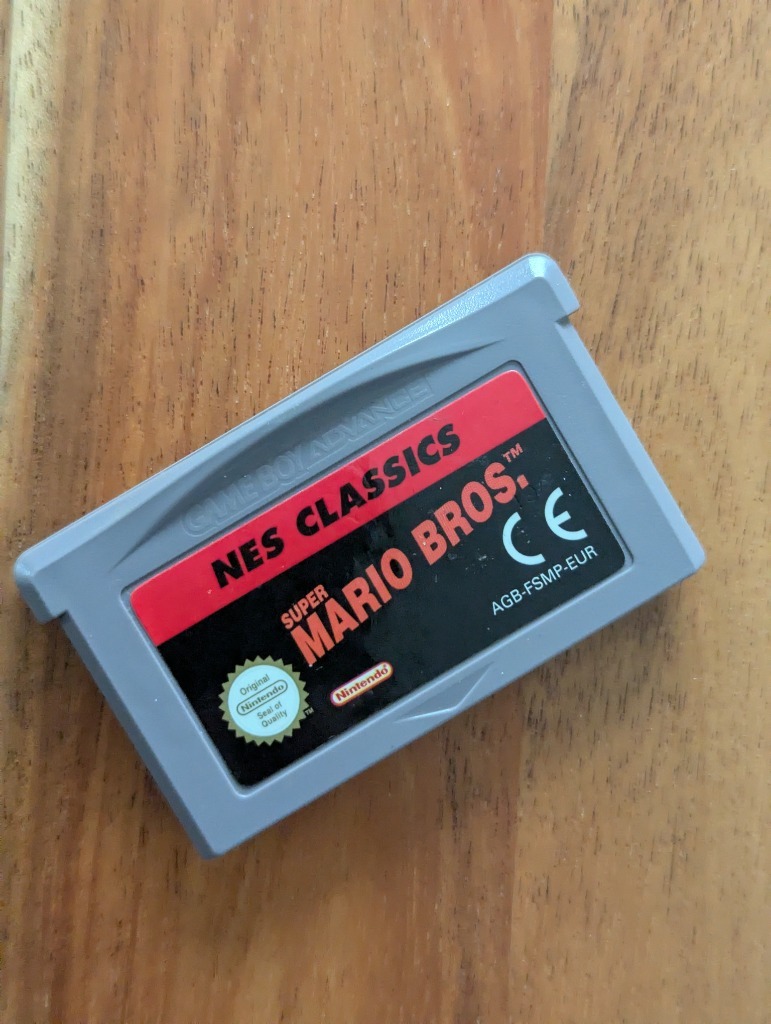 GAME BOY ADVANCE
NES CLASSICS
SUPER
MARIO BROS.™
CE
AGB-FSMP-EUR
Original
Nintendo®
Seal of
Quality
TM
Nintendo®